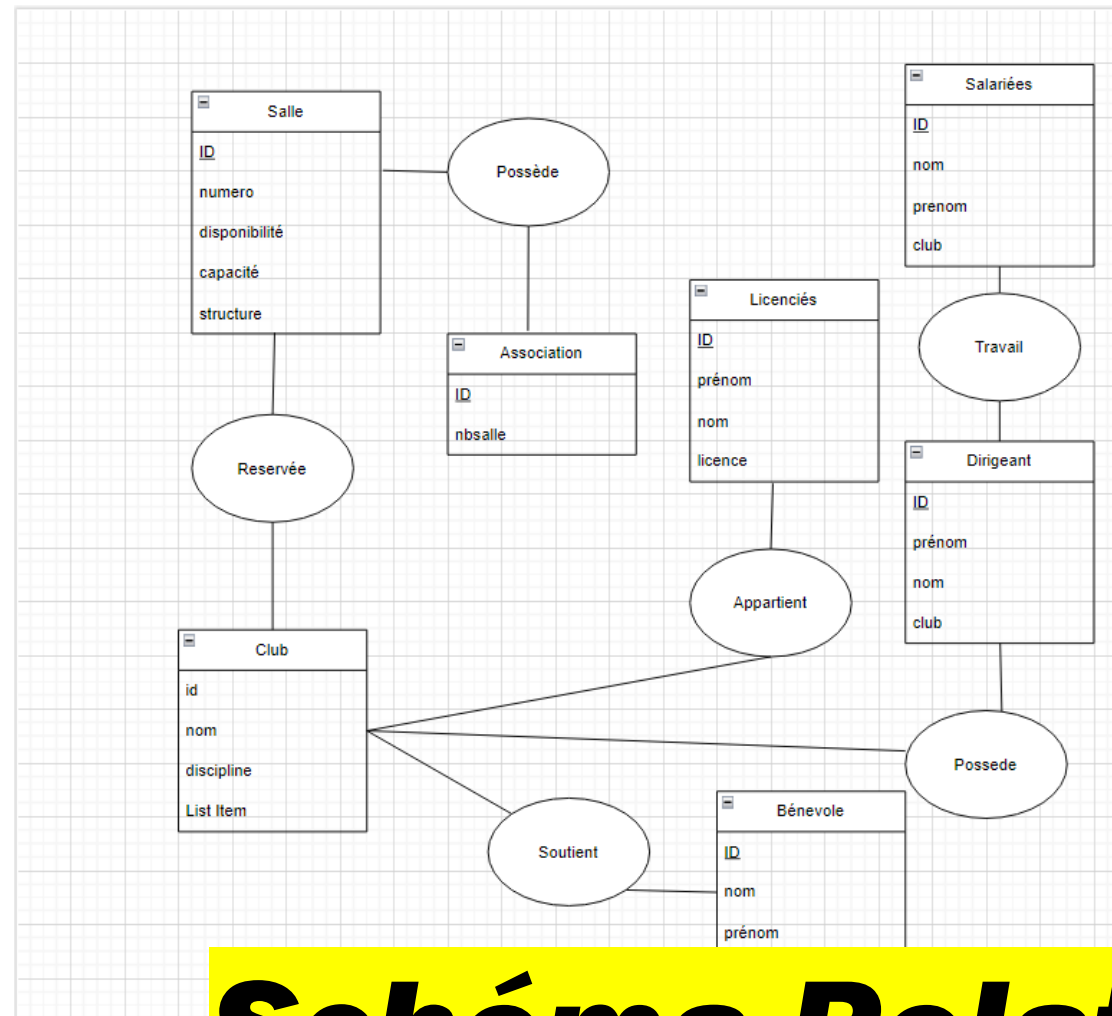 Salle
ID
numero
disponibilité
capacité
structure
Possède
Association
ID
nbsalle
Reservée
Licenciés
ID
prénom
nom
licence
Salariées
ID
nom
prenom
club
Travail
Dirigeant
ID
prénom
nom
club
Appartient
Club
id
nom
discipline
List Item
Possede
Soutient
Bénevole
ID
nom
prénom
Schéma